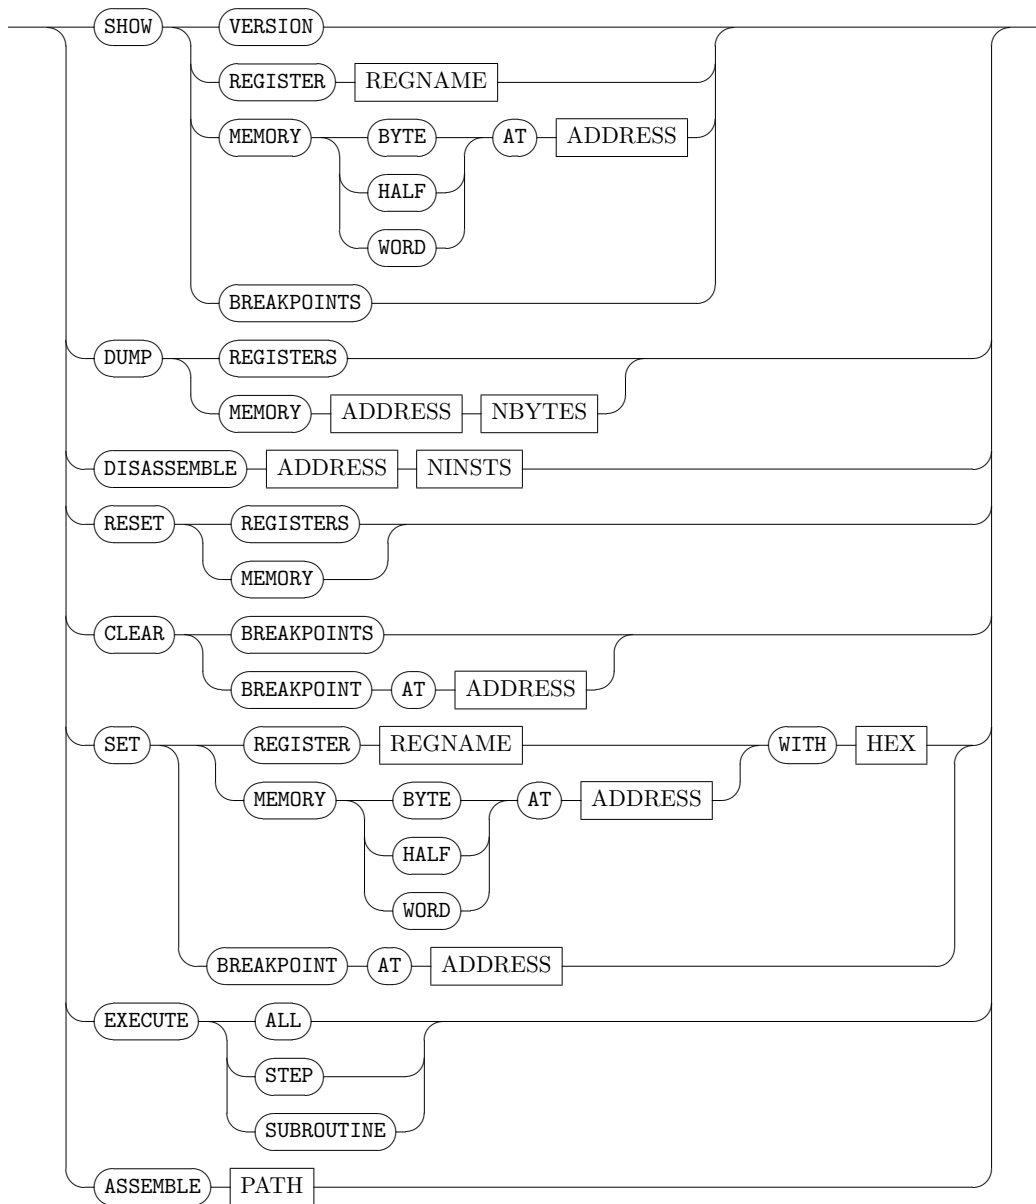 SHOW VERSION
REGISTER REGNAME
MEMORY BYTE AT ADDRESS
HALF
WORD
BREAKPOINTS
DUMP REGISTERS
MEMORY ADDRESS NBYTES
DISASSEMBLE ADDRESS NINSTS
RESET REGISTERS
MEMORY
CLEAR BREAKPOINTS
BREAKPOINT AT ADDRESS
SET REGISTER REGNAME WITH HEX
MEMORY BYTE AT ADDRESS
HALF
WORD
BREAKPOINT AT ADDRESS
EXECUTE ALL
STEP
SUBROUTINE
ASSEMBLE PATH